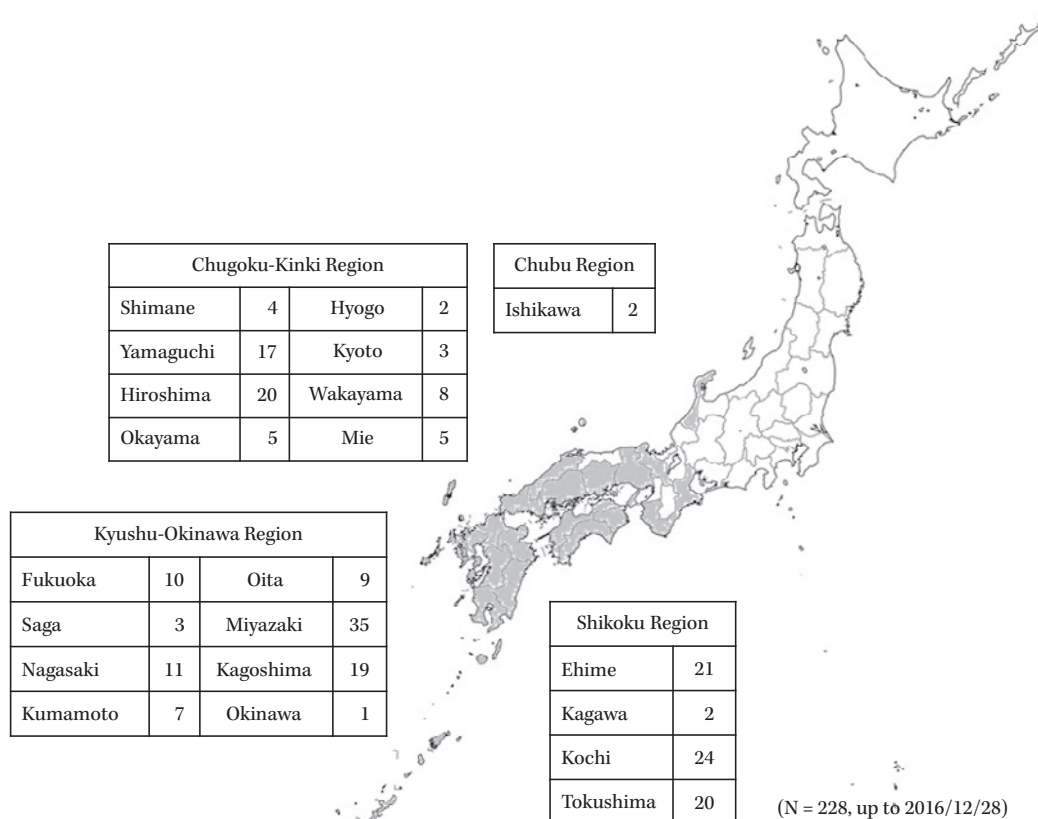 Chugoku-Kinki Region
Shimane 4 Hyogo 2
Yamaguchi 17 Kyoto 3
Hiroshima 20 Wakayama 8
Okayama 5 Mie 5
Chubu Region
Ishikawa 2
Kyushu-Okinawa Region
Fukuoka 10 Oita 9
Saga 3 Miyazaki 35
Nagasaki 11 Kagoshima 19
Kumamoto 7 Okinawa 1
Shikoku Region
Ehime 21
Kagawa 2
Kochi 24
Tokushima 20
(N = 228, up to 2016/12/28)